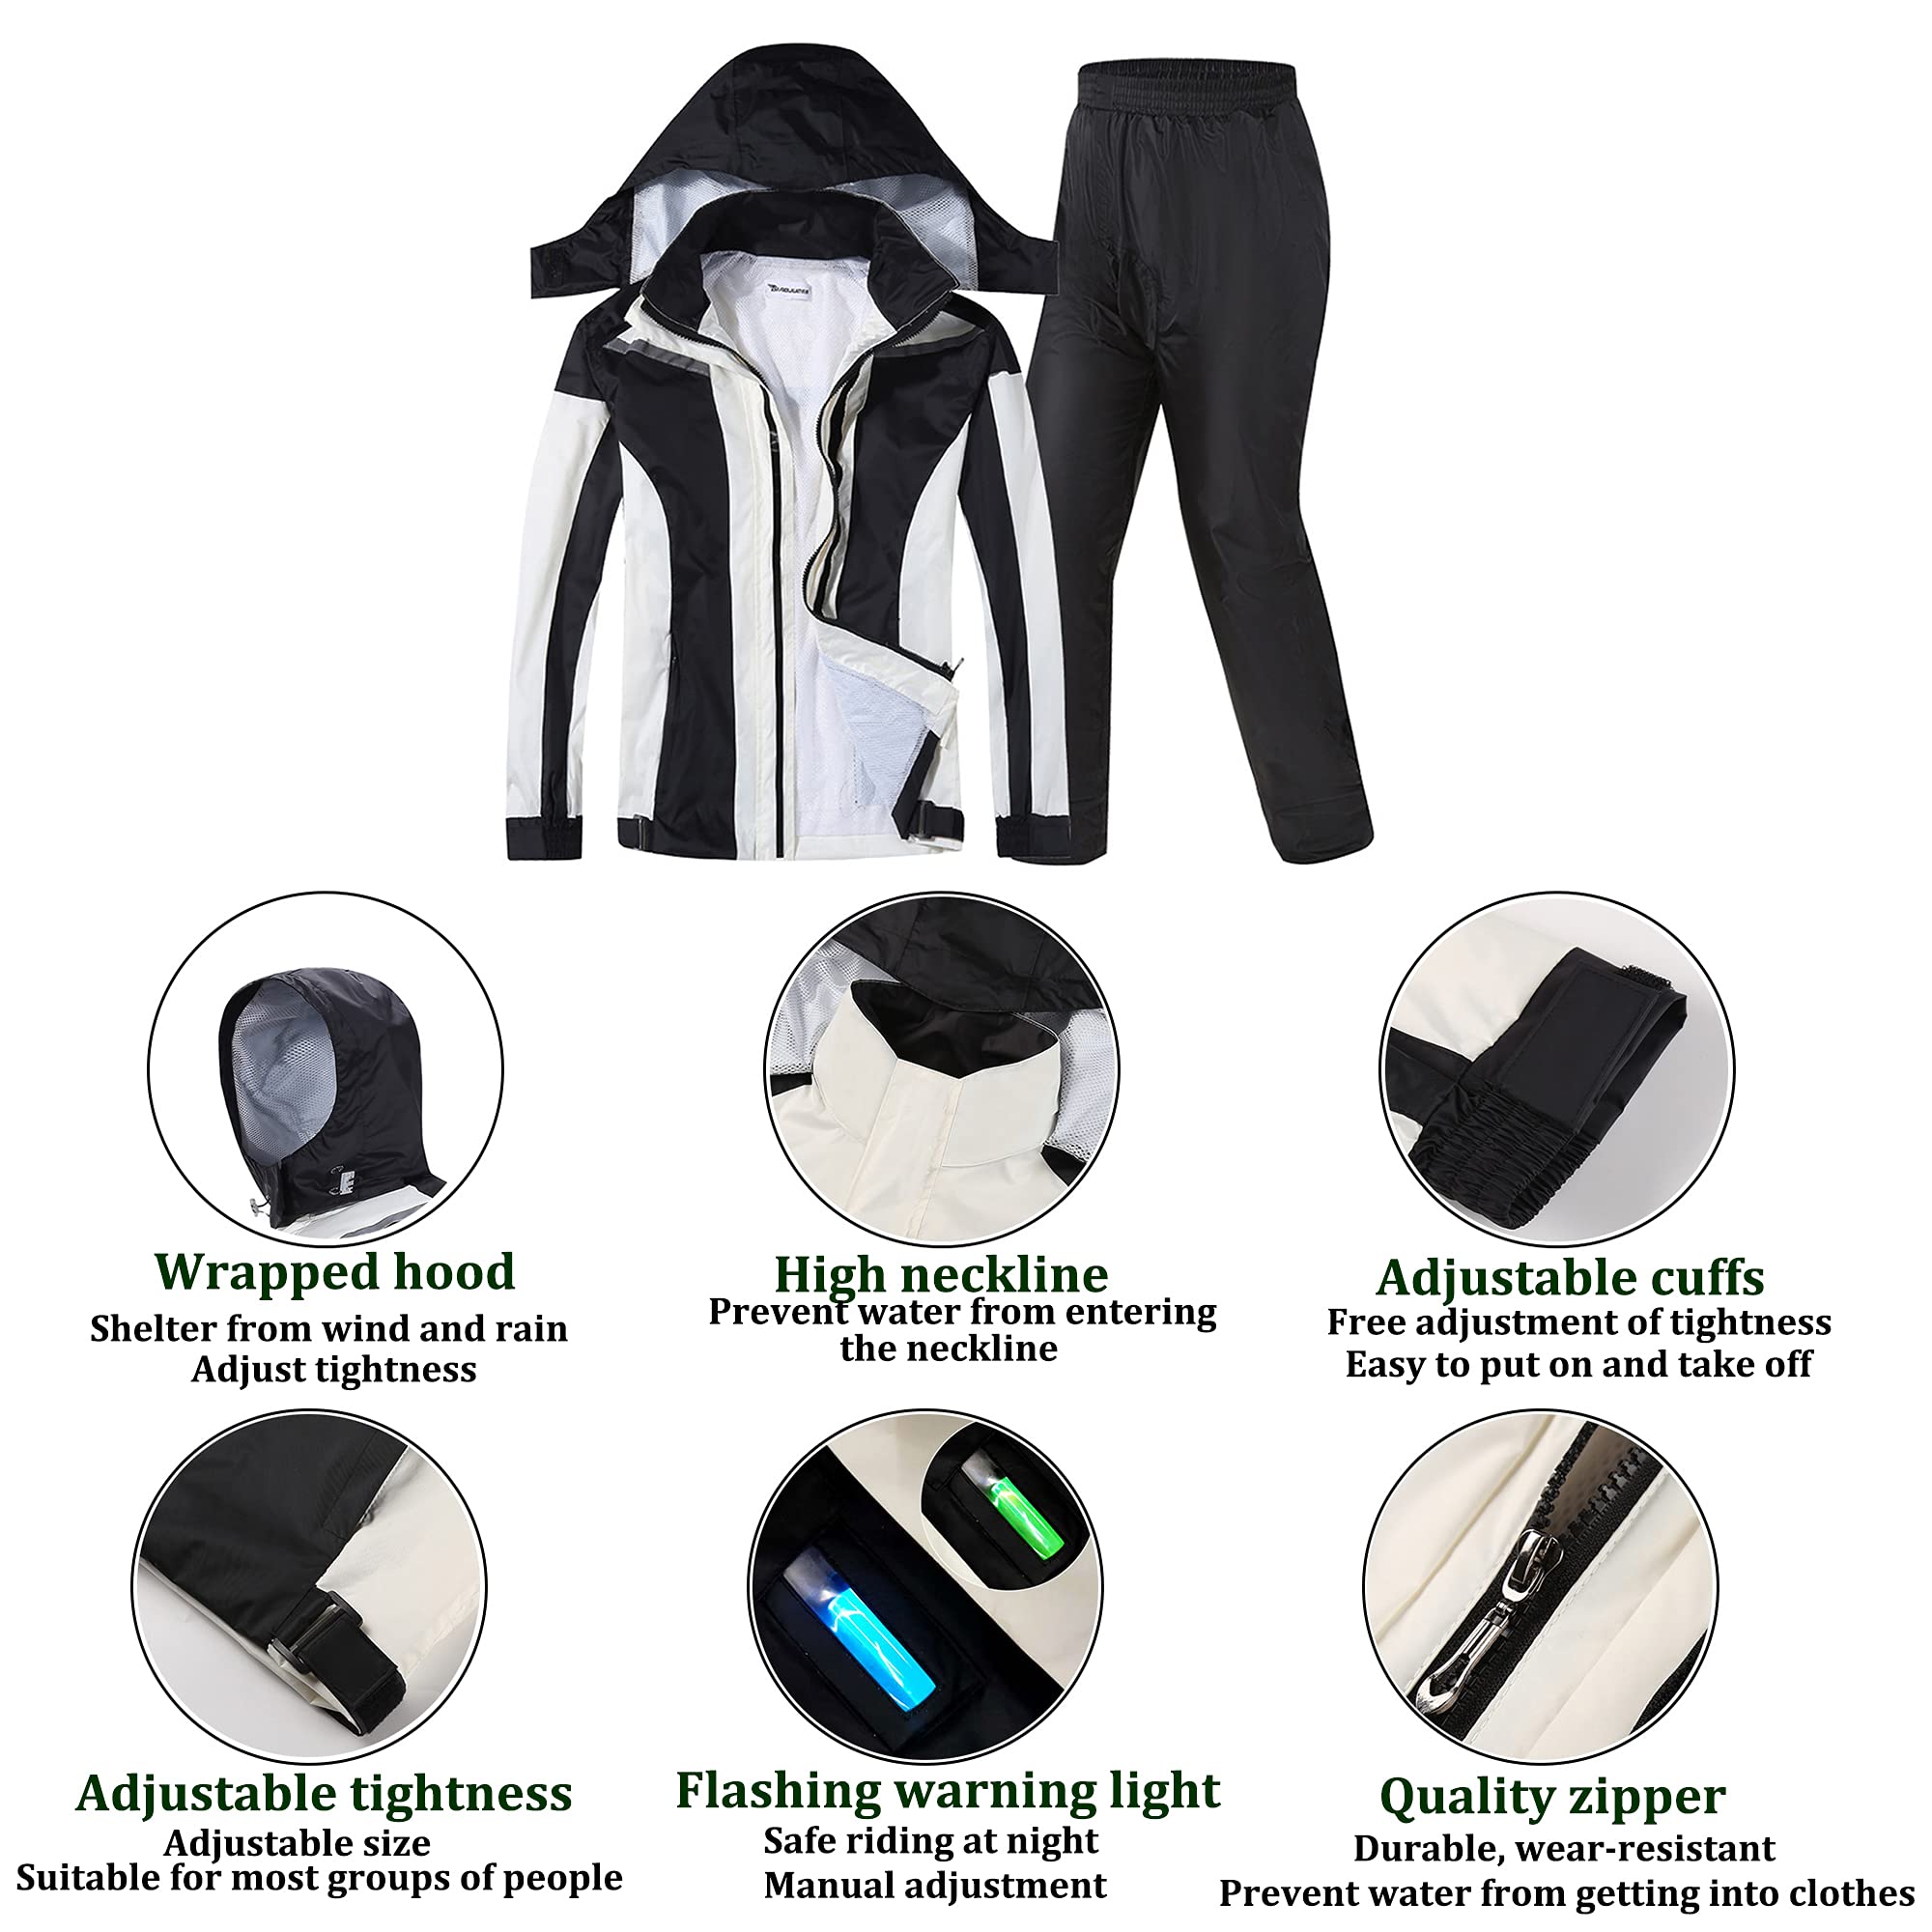 Wrapped hood
Shelter from wind and rain
Adjust tightness
High neckline
Prevent water from entering
the neckline
Adjustable cuffs
Free adjustment of tightness
Easy to put on and take off
Adjustable tightness
Adjustable size
Suitable for most groups of people
Flashing warning light
Safe riding at night
Manual adjustment
Quality zipper
Durable, wear-resistant
Prevent water from getting into clothes